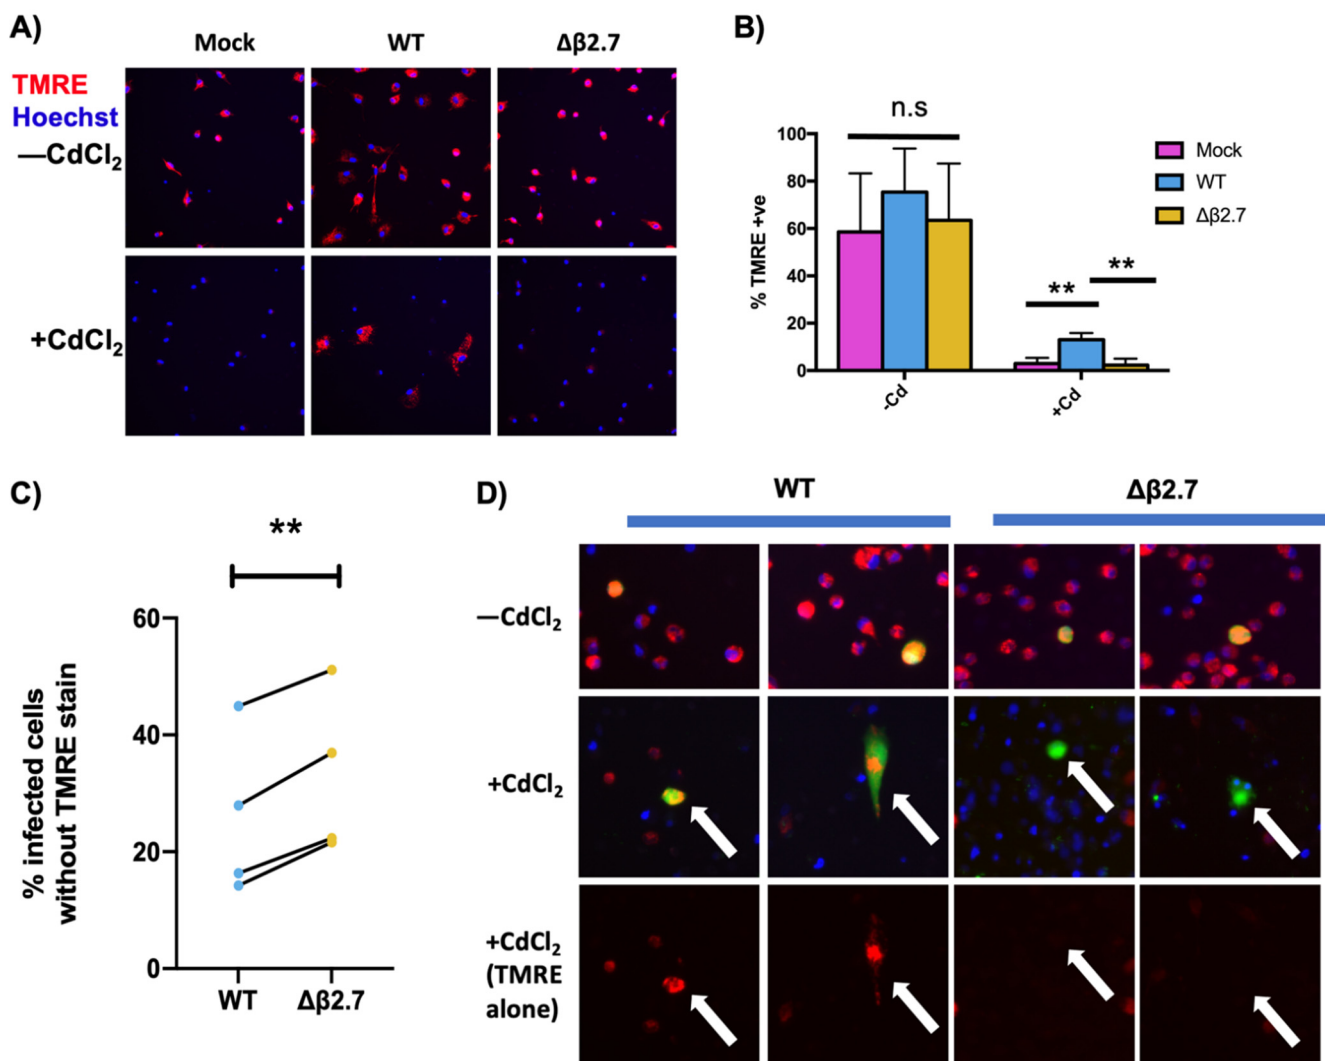 A)
Mock WT Δβ2.7
TMRE
Hoechst
—CdCl₂
+CdCl₂
B)
n.s
100
80
60
40
20
0
% TMRE +ve
** **
-Cd +Cd
Mock
WT
Δβ2.7
C)
**
60
40
20
0
% infected cells
without TMRE stain
WT Δβ2.7
D)
WT Δβ2.7
—CdCl₂
+CdCl₂
+CdCl₂
(TMRE
alone)